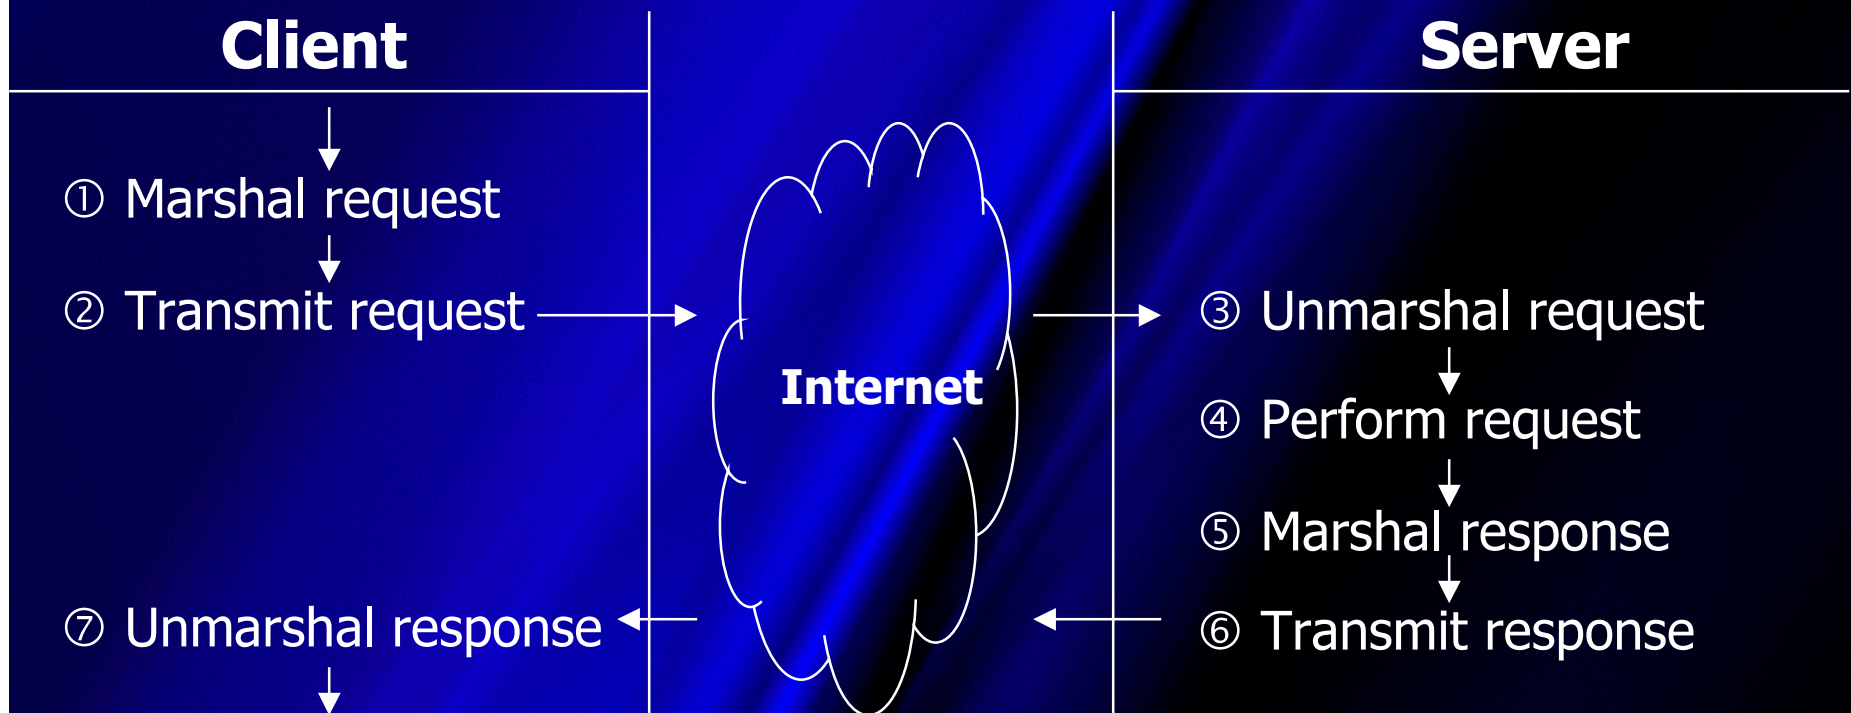 Client
Server
① Marshal request
② Transmit request
③ Unmarshal request
Internet
④ Perform request
⑤ Marshal response
⑦ Unmarshal response
⑥ Transmit response